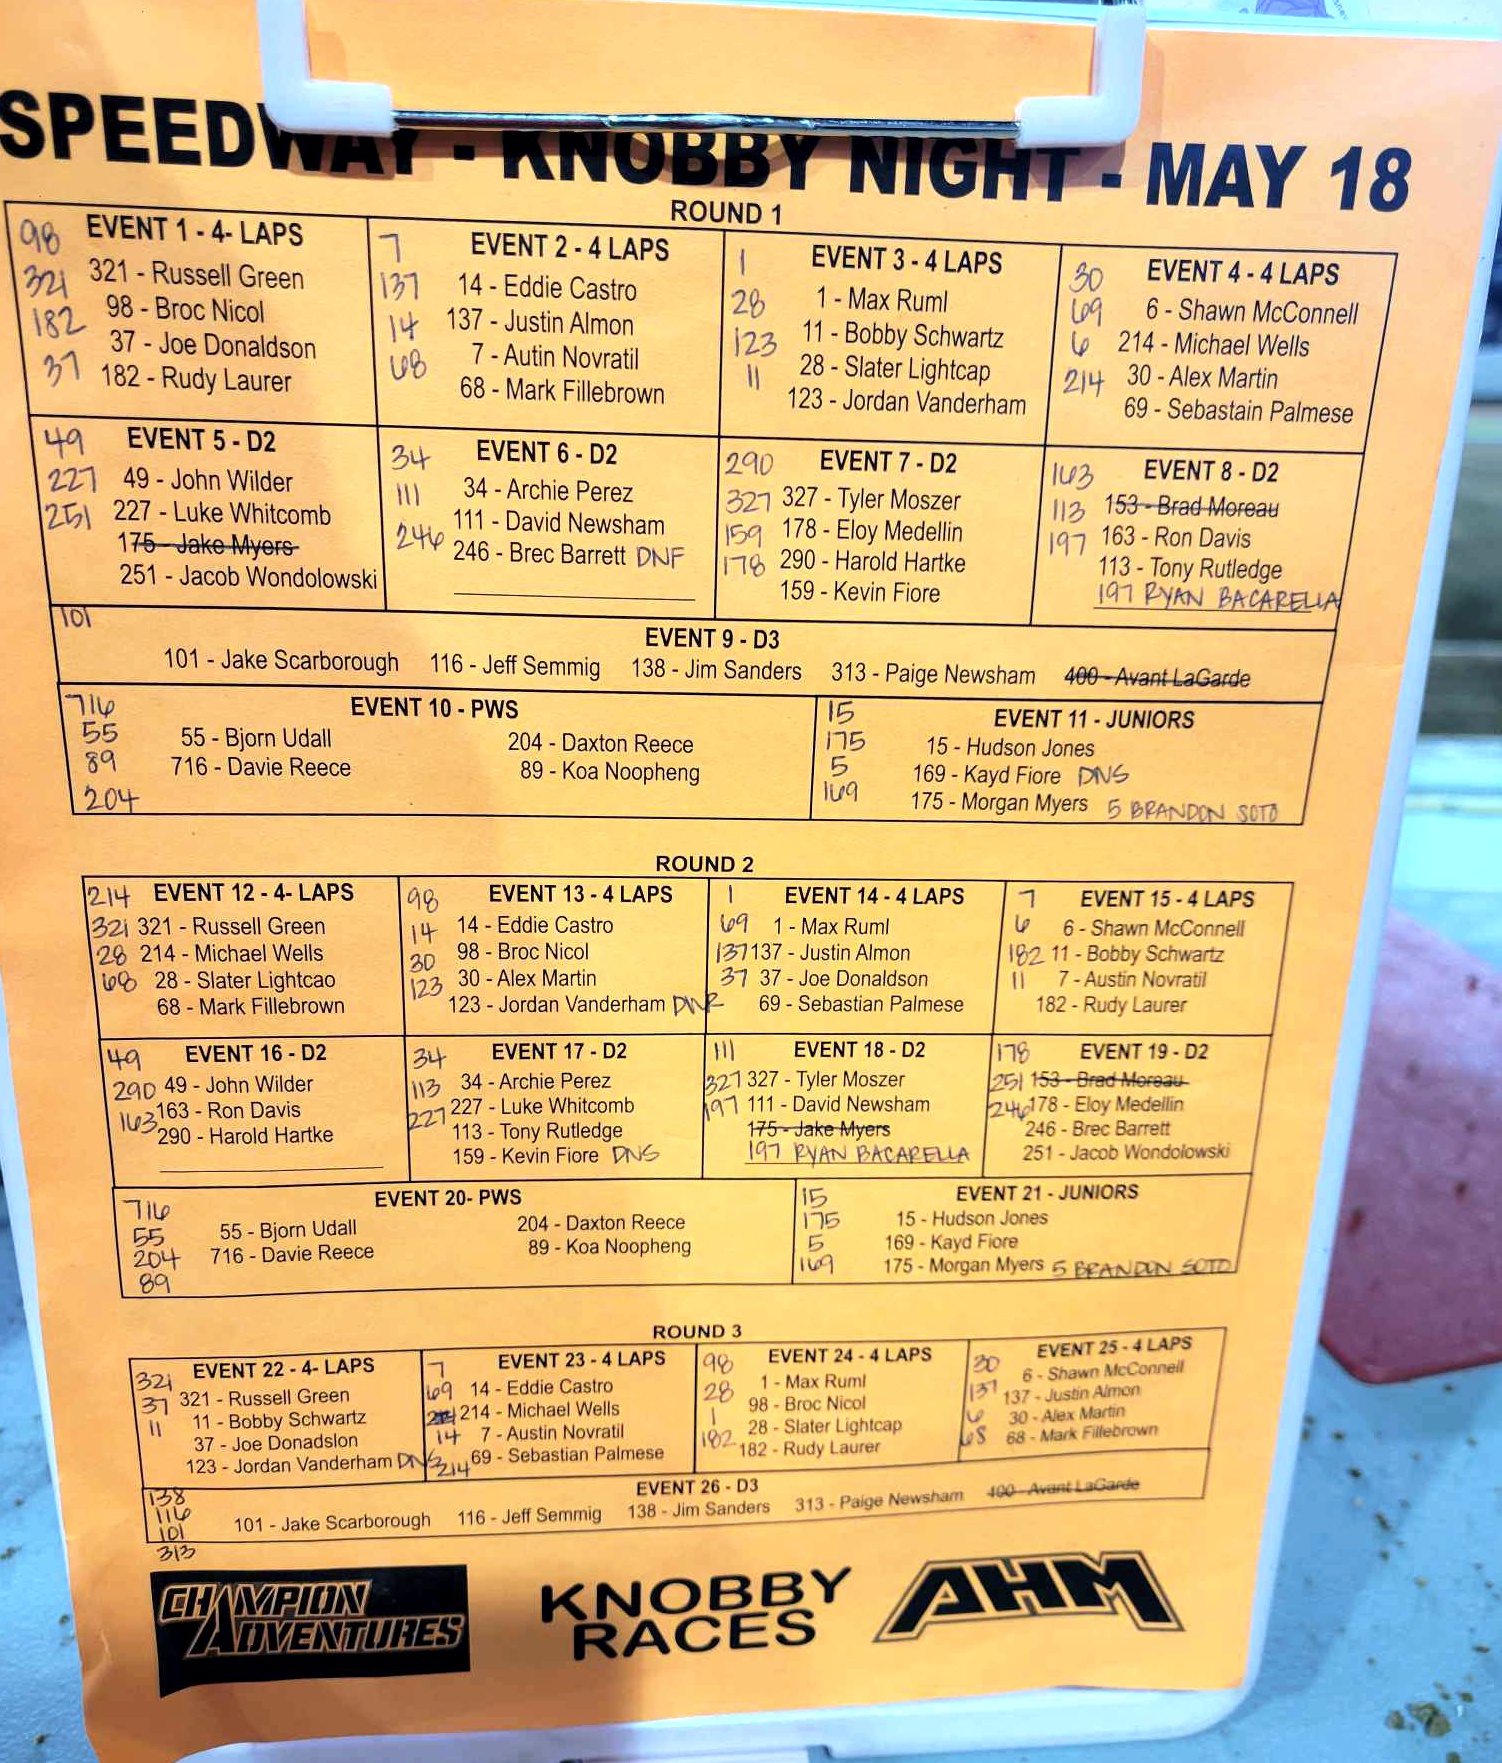 SPEEDWAY - KNOBBY NIGHT - MAY 18
ROUND 1
98 EVENT 1 - 4- LAPS
321 321 - Russell Green
182 98 - Broc Nicol
37 37 - Joe Donaldson
182 - Rudy Laurer
7 EVENT 2 - 4 LAPS
137 14 - Eddie Castro
14 137 - Justin Almon
68 7 - Autin Novratil
68 - Mark Fillebrown
1 EVENT 3 - 4 LAPS
28 1 - Max Ruml
123 11 - Bobby Schwartz
11 28 - Slater Lightcap
123 - Jordan Vanderham
30 EVENT 4 - 4 LAPS
69 6 - Shawn McConnell
6 214 - Michael Wells
214 30 - Alex Martin
69 - Sebastain Palmese
49 EVENT 5 - D2
227 49 - John Wilder
251 227 - Luke Whitcomb
175 - Jake Myers
251 - Jacob Wondolowski
34 EVENT 6 - D2
111 34 - Archie Perez
246 111 - David Newsham
246 - Brec Barrett DNF
290 EVENT 7 - D2
327 327 - Tyler Moszer
159 178 - Eloy Medellin
178 290 - Harold Hartke
159 - Kevin Fiore
163 EVENT 8 - D2
113 153 - Brad Moreau
197 163 - Ron Davis
113 - Tony Rutledge
197 RYAN BACARELLA
101
EVENT 9 - D3
101 - Jake Scarborough 116 - Jeff Semmig 138 - Jim Sanders 313 - Paige Newsham 400 - Avant LaGarde
716 EVENT 10 - PWS
55 55 - Bjorn Udall 204 - Daxton Reece
89 716 - Davie Reece 89 - Koa Noopheng
204
15 EVENT 11 - JUNIORS
175 15 - Hudson Jones
5 169 - Kayd Fiore DNS
169 175 - Morgan Myers 5 BRANDON SOTO
ROUND 2
214 EVENT 12 - 4- LAPS
321 321 - Russell Green
28 214 - Michael Wells
68 28 - Slater Lightcao
68 - Mark Fillebrown
98 EVENT 13 - 4 LAPS
14 14 - Eddie Castro
30 98 - Broc Nicol
123 30 - Alex Martin
123 - Jordan Vanderham
1 EVENT 14 - 4 LAPS
69 1 - Max Ruml
137 137 - Justin Almon
37 37 - Joe Donaldson
69 - Sebastian Palmese
7 EVENT 15 - 4 LAPS
6 6 - Shawn McConnell
182 11 - Bobby Schwartz
11 7 - Austin Novratil
182 - Rudy Laurer
49 EVENT 16 - D2
290 49 - John Wilder
163 163 - Ron Davis
290 - Harold Hartke
34 EVENT 17 - D2
113 34 - Archie Perez
227 227 - Luke Whitcomb
113 - Tony Rutledge
159 - Kevin Fiore DNS
111 EVENT 18 - D2
327 327 - Tyler Moszer
197 111 - David Newsham
175 - Jake Myers
197 RYAN BACARELLA
178 EVENT 19 - D2
251 153 - Brad Moreau
246 178 - Eloy Medellin
246 - Brec Barrett
251 - Jacob Wondolowski
716 EVENT 20- PWS
55 55 - Bjorn Udall 204 - Daxton Reece
204 716 - Davie Reece 89 - Koa Noopheng
89
15 EVENT 21 - JUNIORS
175 15 - Hudson Jones
5 169 - Kayd Fiore
169 175 - Morgan Myers 5 BRANDON SOTO
ROUND 3
321 EVENT 22 - 4- LAPS
37 321 - Russell Green
11 11 - Bobby Schwartz
37 - Joe Donadslon
123 - Jordan Vanderham DNS
7 EVENT 23 - 4 LAPS
69 14 - Eddie Castro
214 - Michael Wells
14 7 - Austin Novratil
214 69 - Sebastian Palmese
98 EVENT 24 - 4 LAPS
28 1 - Max Ruml
1 98 - Broc Nicol
182 28 - Slater Lightcap
182 - Rudy Laurer
30 EVENT 25 - 4 LAPS
137 6 - Shawn McConnell
6 137 - Justin Almon
68 30 - Alex Martin
68 - Mark Fillebrown
138 EVENT 26 - D3
116 101 - Jake Scarborough 116 - Jeff Semmig 138 - Jim Sanders 313 - Paige Newsham 400 - Avant LaGarde
101
313
CHAMPION ADVENTURES
KNOBBY RACES
AHM